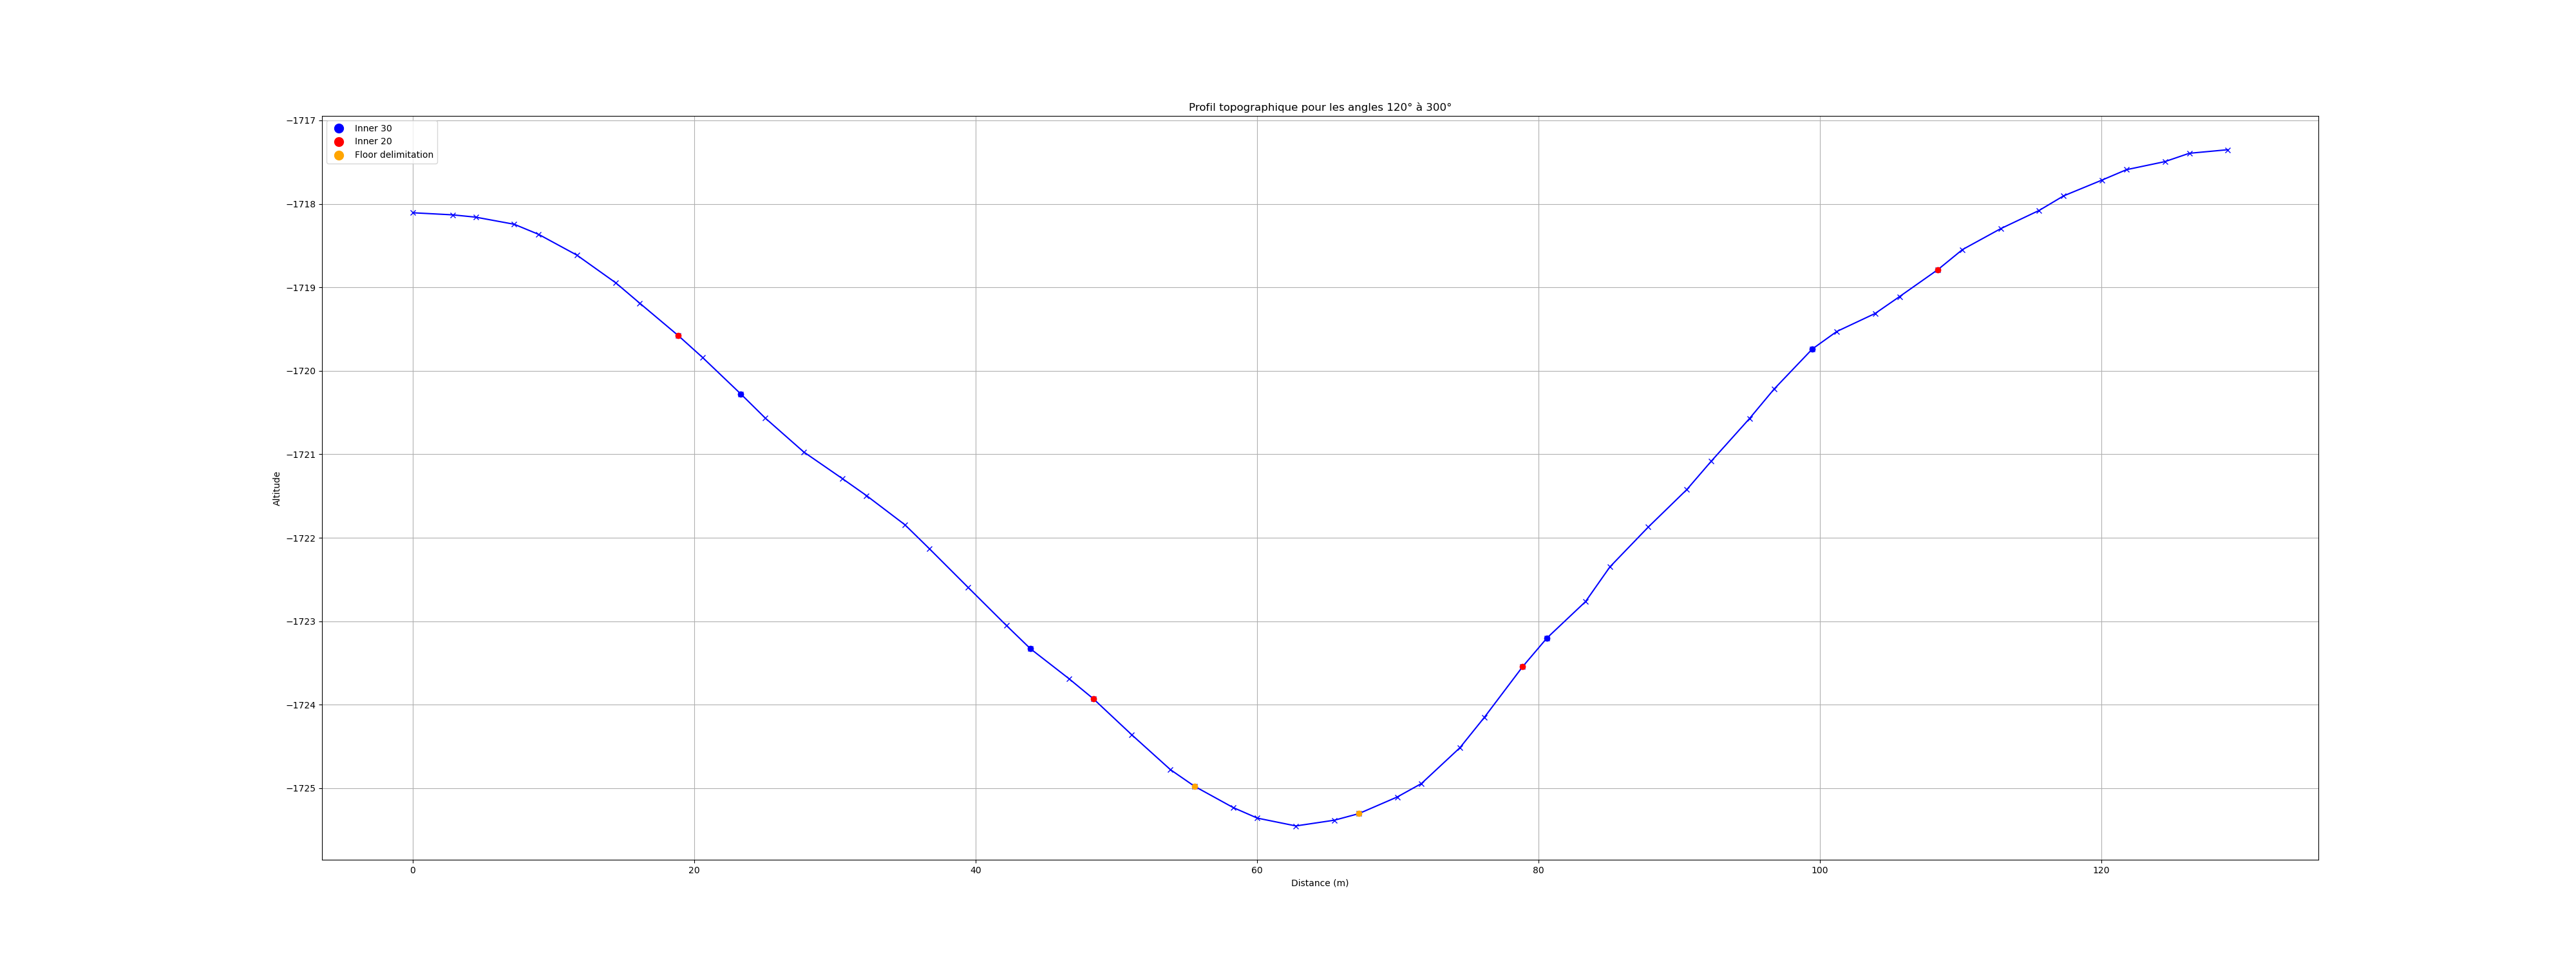 Profil topographique pour les angles 120° à 300°
Inner 30
Inner 20
Floor delimitation
Altitude
−1717
−1718
−1719
−1720
−1721
−1722
−1723
−1724
−1725
0 20 40 60 80 100 120
Distance (m)